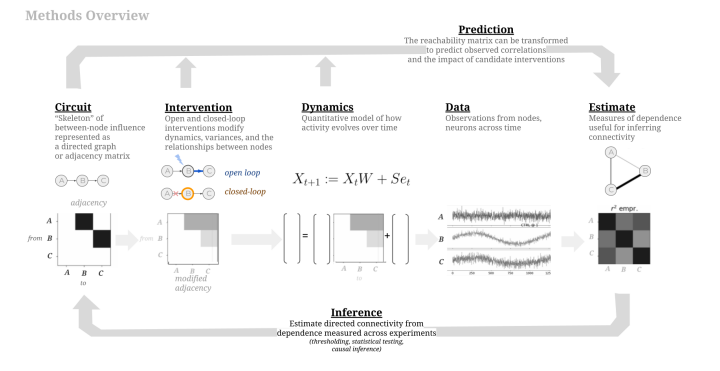 Methods Overview
Prediction
The reachability matrix can be transformed
to predict observed correlations
and the impact of candidate interventions
Circuit
"Skeleton" of
between-node influence
represented as
a directed graph
or adjacency matrix
A B C
adjacency
A
from B
C
A B C
to
Intervention
Open and closed-loop
interventions modify
dynamics, variances, and the
relationships between nodes
A B C open loop
A B C closed-loop
A
from B
C
A B C
modified
adjacency
Dynamics
Quantitative model of how
activity evolves over time
X_{t+1} := X_t W + S e_t
=
+
A B C
to
Data
Observations from nodes,
neurons across time
A
B
C
0 250 500 750 1000
Estimate
Measures of dependence
useful for inferring
connectivity
A
B
C
r² empr.
A
B
C
A B C
Inference
Estimate directed connectivity from
dependence measured across experiments
(thresholding, statistical testing,
causal inference)